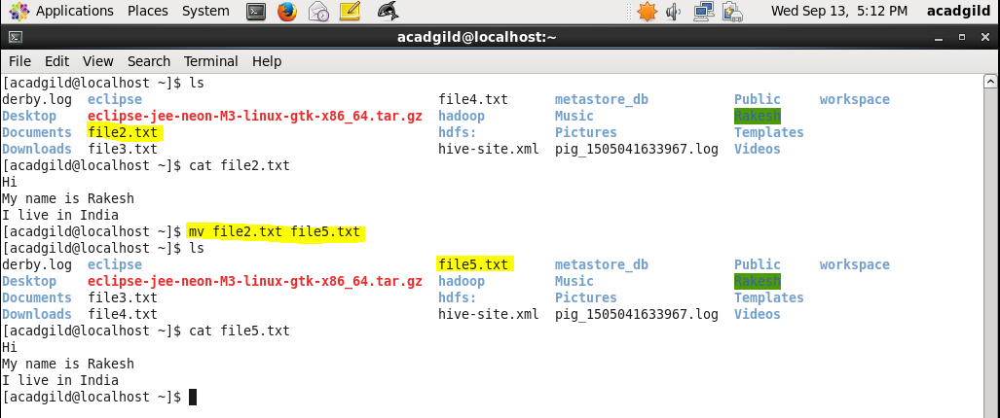 Applications Places System Wed Sep 13, 5:12 PM acadgild
acadgild@localhost:~
File Edit View Search Terminal Help
[acadgild@localhost ~]$ ls
derby.log eclipse file4.txt metastore_db Public workspace
Desktop eclipse-jee-neon-M3-linux-gtk-x86_64.tar.gz hadoop Music Rakesh
Documents file2.txt hdfs: Pictures Templates
Downloads file3.txt hive-site.xml pig_1505041633967.log Videos
[acadgild@localhost ~]$ cat file2.txt
Hi
My name is Rakesh
I live in India
[acadgild@localhost ~]$ mv file2.txt file5.txt
[acadgild@localhost ~]$ ls
derby.log eclipse file5.txt metastore_db Public workspace
Desktop eclipse-jee-neon-M3-linux-gtk-x86_64.tar.gz hadoop Music Rakesh
Documents file3.txt hdfs: Pictures Templates
Downloads file4.txt hive-site.xml pig_1505041633967.log Videos
[acadgild@localhost ~]$ cat file5.txt
Hi
My name is Rakesh
I live in India
[acadgild@localhost ~]$